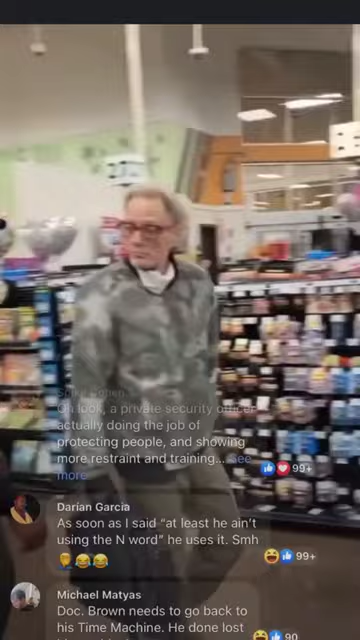 Oh look, a private security officer
actually doing the job of
protecting people, and showing
more restraint and training... See
more
99+
Darían Garcia
As soon as I said “at least he ain’t
using the N word” he uses it. Smh
🤦😂😂
99+
Michael Matyas
Doc. Brown needs to go back to
his Time Machine. He done lost
90